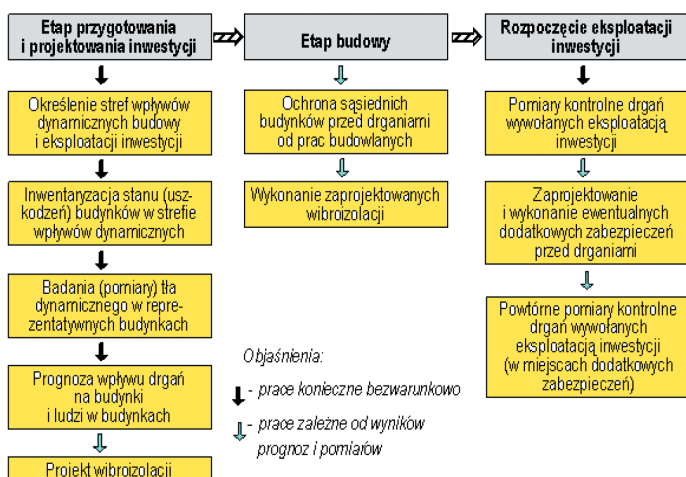 Etap przygotowania
i projektowania inwestycji
Określenie stref wpływów
dynamicznych budowy
i eksploatacji inwestycji
Inwentaryzacja stanu (usz-
kodzeń) budynków w strefie
wpływów dynamicznych
Badania (pomiary) tła
dynamicznego w repre-
zentatywnych budynkach
Prognoza wpływu drgań
na budynki
i ludzi w budynkach
Projekt wibroizolacji
Etap budowy
Ochrona sąsiednich
budynków przed drganiami
od prac budowlanych
Wykonanie zaprojektowanych
wibroizolacji
Rozpoczęcie eksploatacji
inwestycji
Pomiary kontrolne drgań
wywołanych eksploatacją
inwestycji
Zaprojektowanie
i wykonanie ewentualnych
dodatkowych zabezpieczeń
przed drganiami
Powtórne pomiary kontrolne
drgań wywołanych
eksploatacją inwestycji
(w miejscach dodatkowych
zabezpieczeń)
Objaśnienia:
- prace konieczne bezwarunkowo
- prace zależne od wyników
prognoz i pomiarów